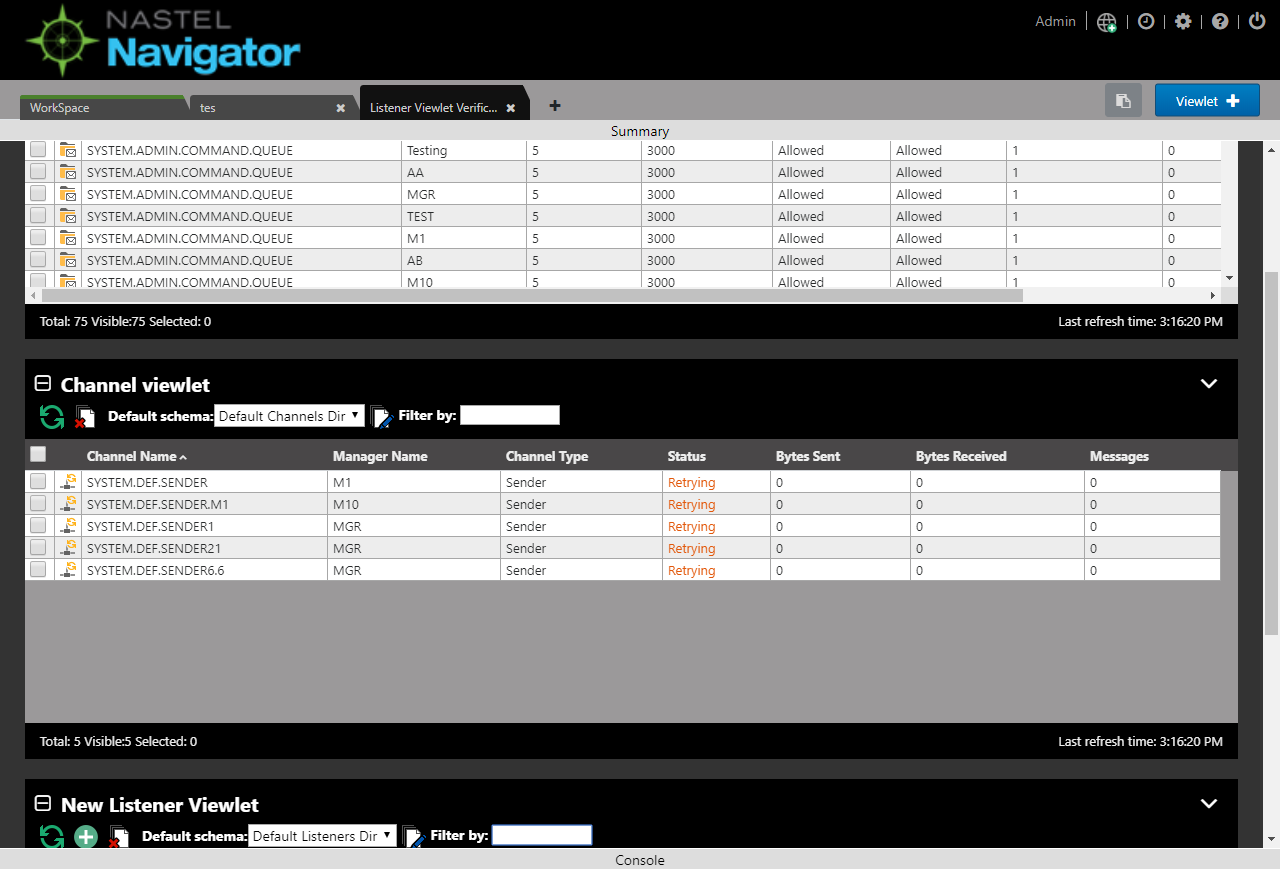 NASTEL
Navigator
Admin
WorkSpace tes Listener Viewlet Verific... Viewlet
Summary
SYSTEM.ADMIN.COMMAND.QUEUE Testing 5 3000 Allowed Allowed 1 0
SYSTEM.ADMIN.COMMAND.QUEUE AA 5 3000 Allowed Allowed 1 0
SYSTEM.ADMIN.COMMAND.QUEUE MGR 5 3000 Allowed Allowed 1 0
SYSTEM.ADMIN.COMMAND.QUEUE TEST 5 3000 Allowed Allowed 1 0
SYSTEM.ADMIN.COMMAND.QUEUE M1 5 3000 Allowed Allowed 1 0
SYSTEM.ADMIN.COMMAND.QUEUE AB 5 3000 Allowed Allowed 1 0
SYSTEM.ADMIN.COMMAND.QUEUE M10 5 3000 Allowed Allowed 1 0
Total: 75 Visible:75 Selected: 0 Last refresh time: 3:16:20 PM
Channel viewlet
Default schema: Default Channels Dir Filter by:
Channel Name Manager Name Channel Type Status Bytes Sent Bytes Received Messages
SYSTEM.DEF.SENDER M1 Sender Retrying 0 0 0
SYSTEM.DEF.SENDER.M1 M10 Sender Retrying 0 0 0
SYSTEM.DEF.SENDER1 MGR Sender Retrying 0 0 0
SYSTEM.DEF.SENDER21 MGR Sender Retrying 0 0 0
SYSTEM.DEF.SENDER6.6 MGR Sender Retrying 0 0 0
Total: 5 Visible:5 Selected: 0 Last refresh time: 3:16:20 PM
New Listener Viewlet
Default schema: Default Listeners Dir Filter by:
Console